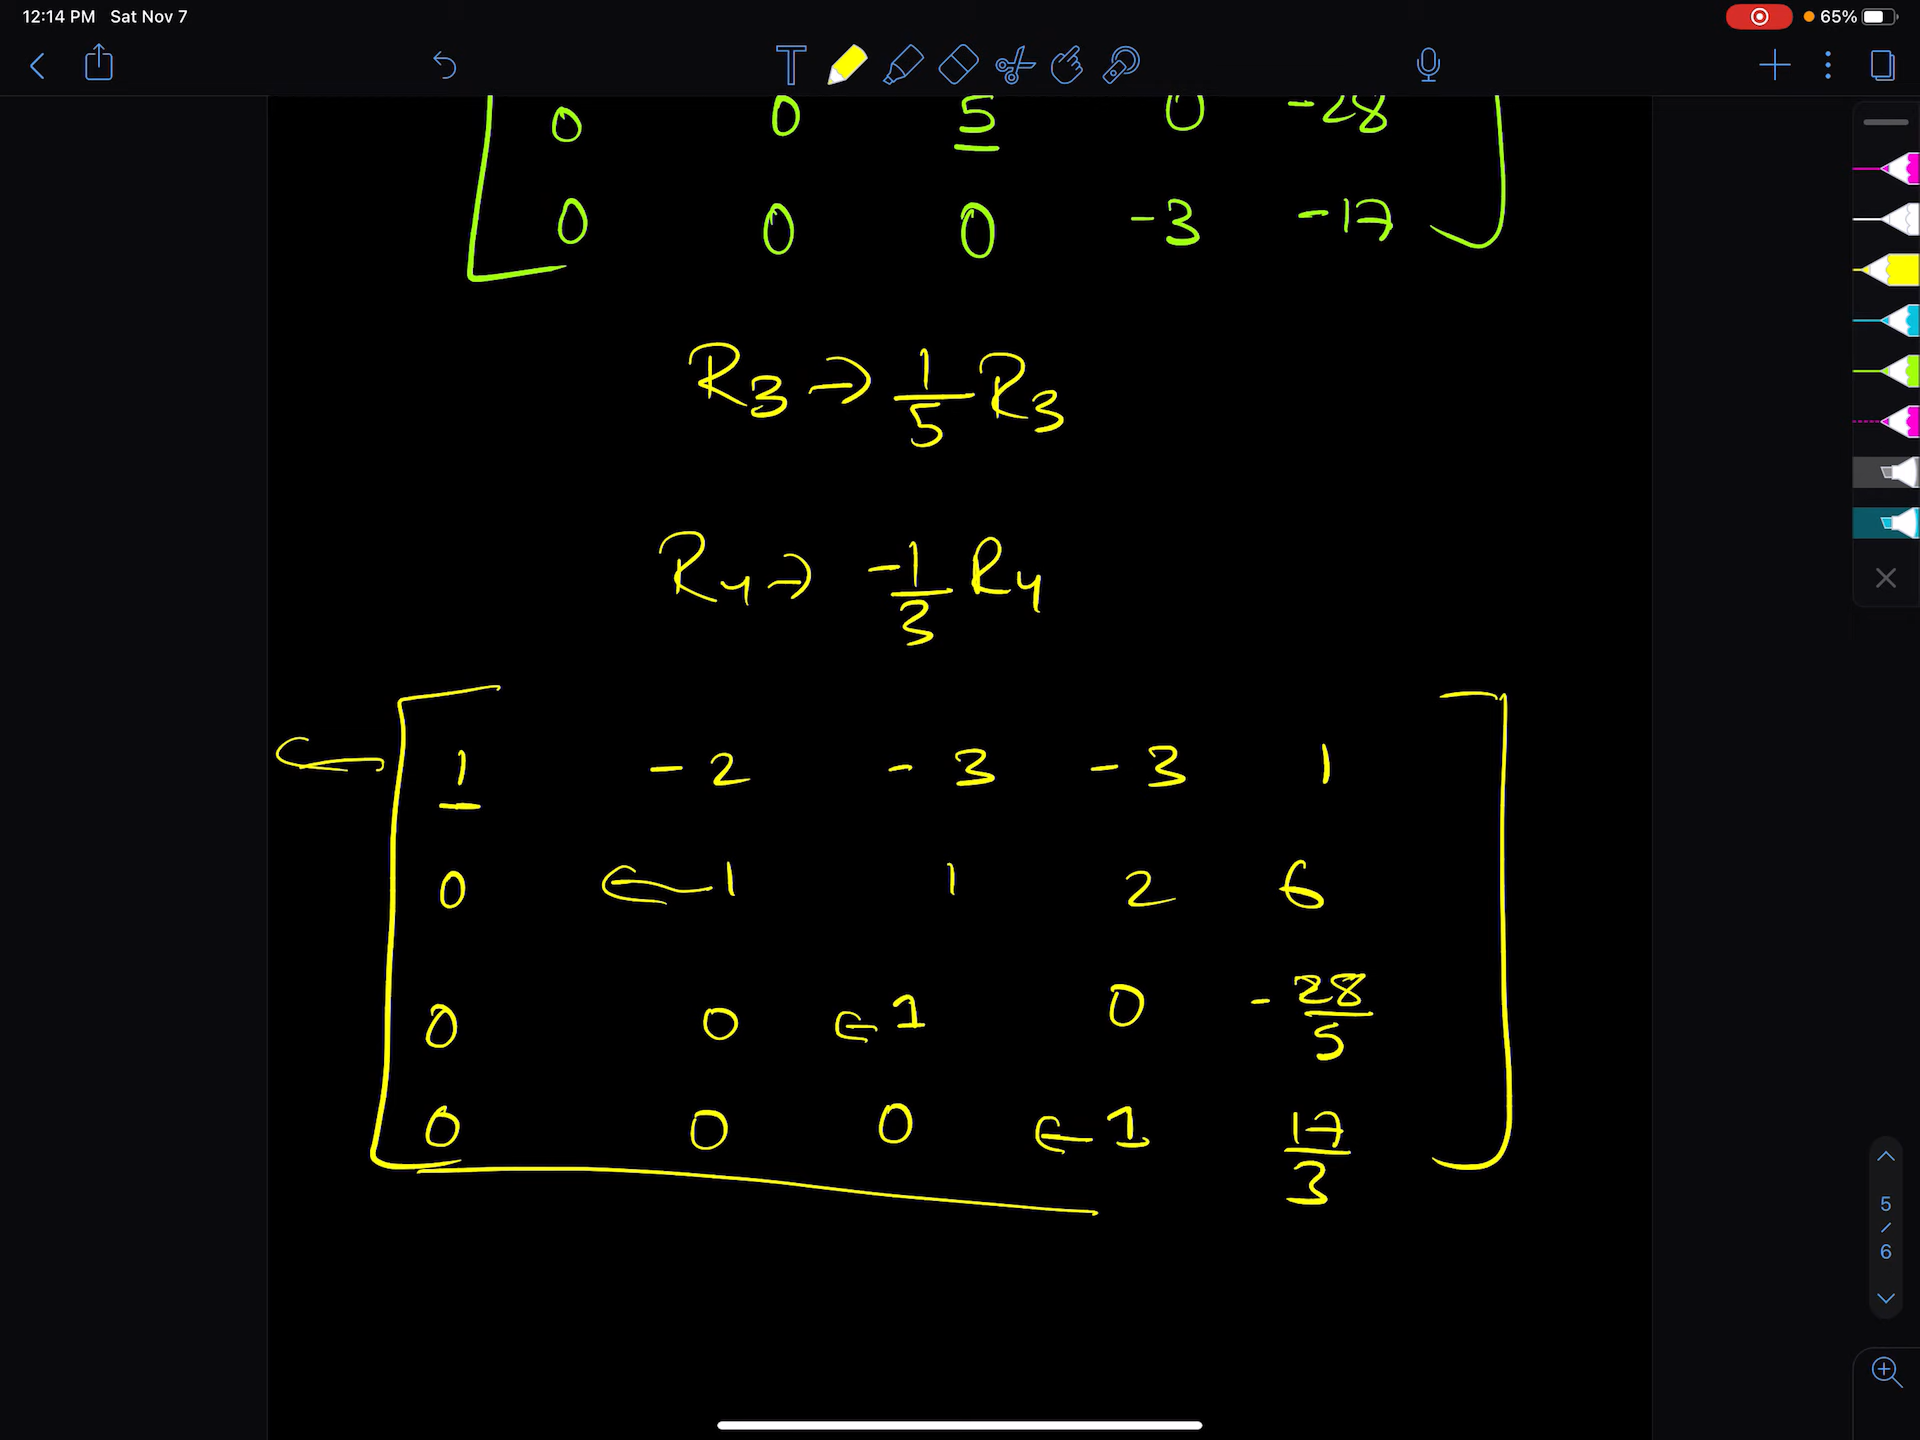 12:14 PM Sat Nov 7
65%
T
0 0 5 0 -28
0 0 0 -3 -17
R3 → 1/5 R3
R4 → -1/3 R4
1 -2 -3 -3 1
0 1 1 2 6
0 0 1 0 -28/5
0 0 0 1 17/3
5
/
6